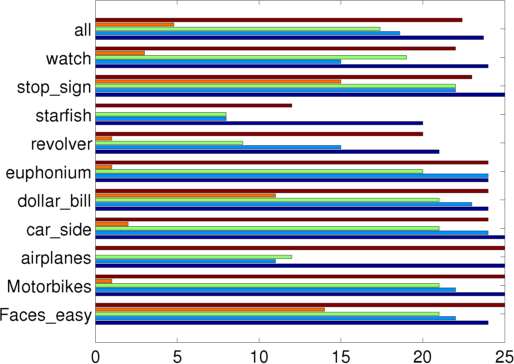 all
watch
stop_sign
starfish
revolver
euphonium
dollar_bill
car_side
airplanes
Motorbikes
Faces_easy
0 5 10 15 20 25